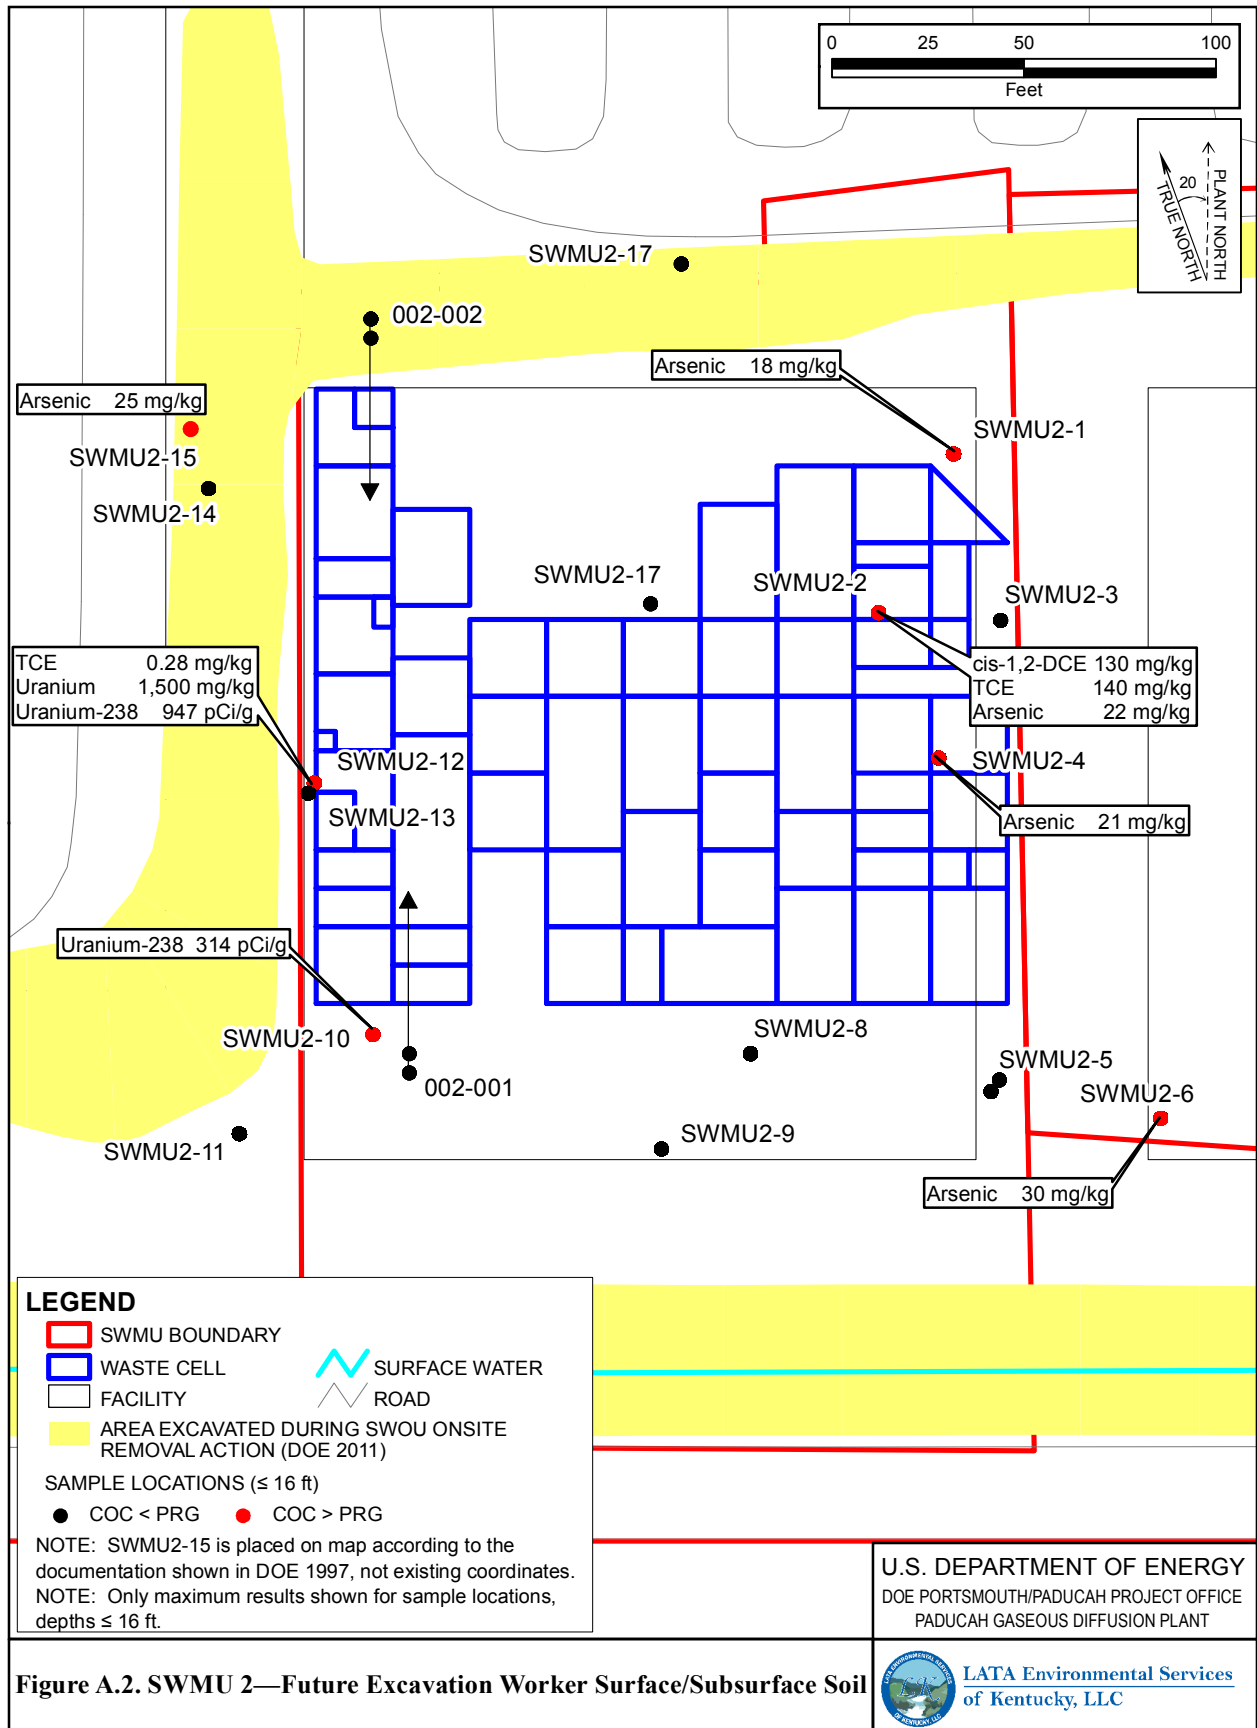 0 25 50 100
Feet
20
TRUE NORTH
PLANT NORTH
SWMU2-17
002-002
Arsenic 18 mg/kg
Arsenic 25 mg/kg
SWMU2-1
SWMU2-15
SWMU2-14
SWMU2-17
SWMU2-2
SWMU2-3
TCE 0.28 mg/kg
Uranium 1,500 mg/kg
Uranium-238 947 pCi/g
cis-1,2-DCE 130 mg/kg
TCE 140 mg/kg
Arsenic 22 mg/kg
SWMU2-12
SWMU2-4
SWMU2-13
Arsenic 21 mg/kg
Uranium-238 314 pCi/g
SWMU2-10
SWMU2-8
SWMU2-5
002-001
SWMU2-6
SWMU2-11
SWMU2-9
Arsenic 30 mg/kg
LEGEND
SWMU BOUNDARY
WASTE CELL
SURFACE WATER
FACILITY
ROAD
AREA EXCAVATED DURING SWOU ONSITE
REMOVAL ACTION (DOE 2011)
SAMPLE LOCATIONS (≤ 16 ft)
COC < PRG COC > PRG
NOTE: SWMU2-15 is placed on map according to the
documentation shown in DOE 1997, not existing coordinates.
NOTE: Only maximum results shown for sample locations,
depths ≤ 16 ft.
U.S. DEPARTMENT OF ENERGY
DOE PORTSMOUTH/PADUCAH PROJECT OFFICE
PADUCAH GASEOUS DIFFUSION PLANT
Figure A.2. SWMU 2—Future Excavation Worker Surface/Subsurface Soil
LATA ENVIRONMENTAL SERVICES
OF KENTUCKY, LLC
LATA Environmental Services
of Kentucky, LLC